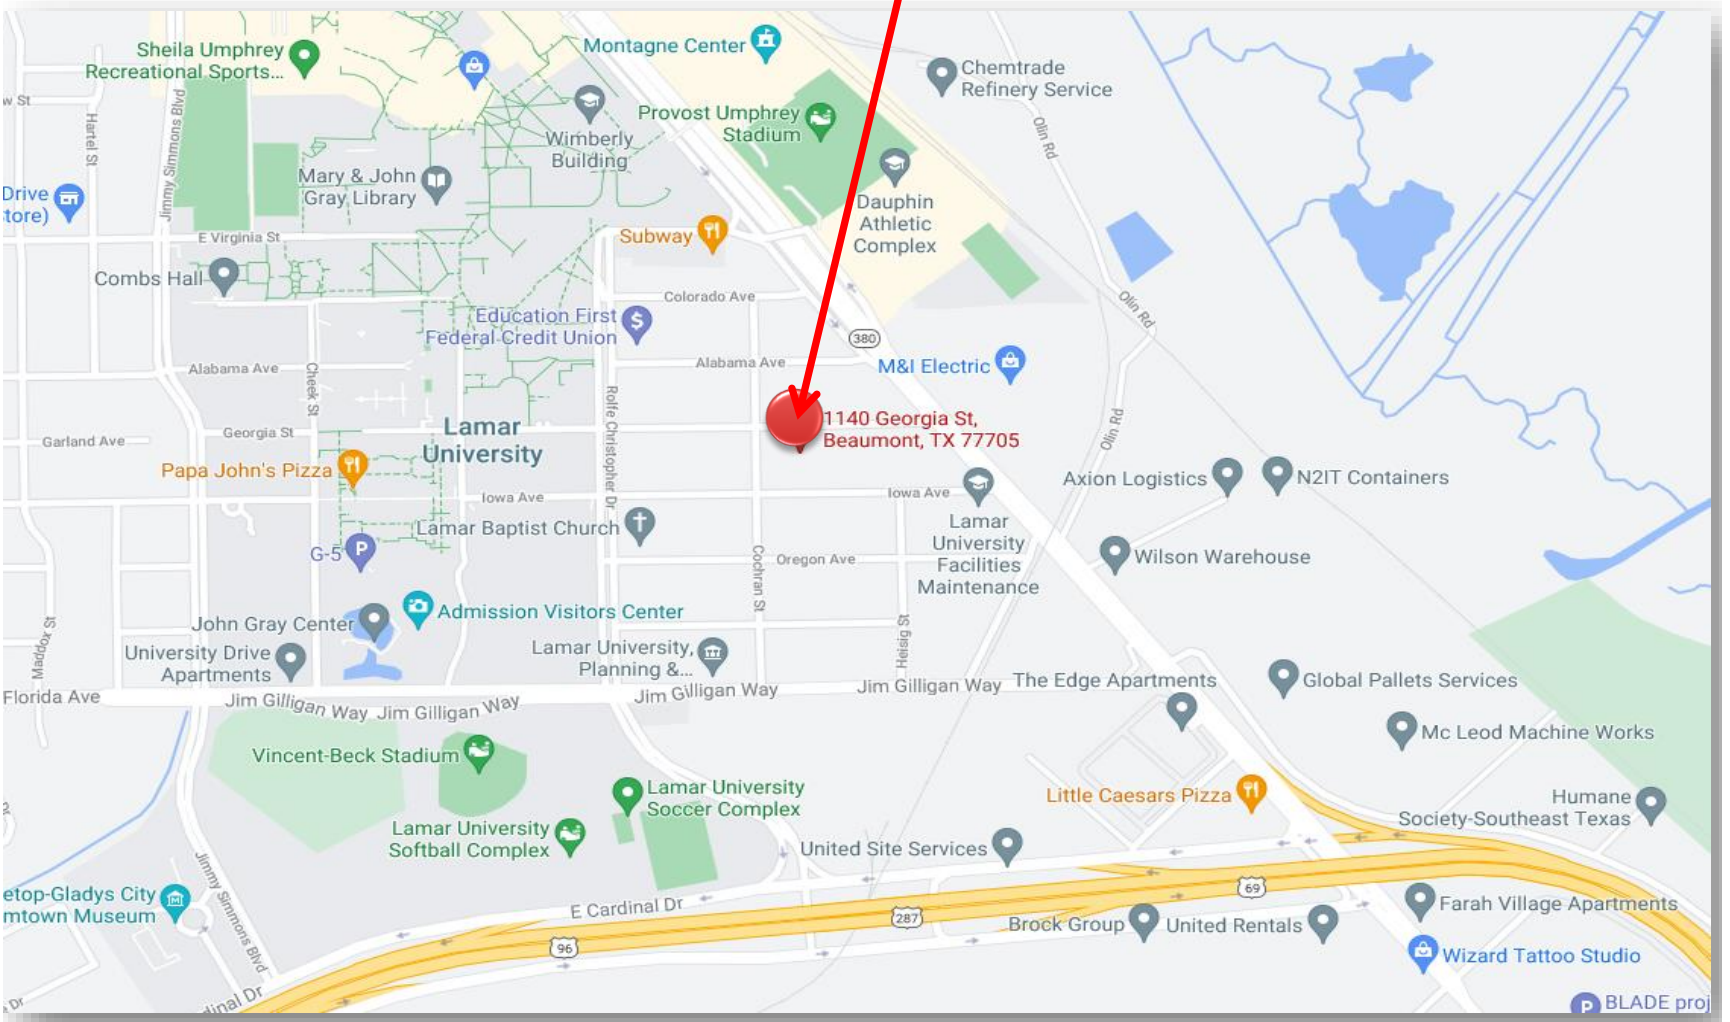 Sheila Umphrey
Recreational Sports...
Montagne Center
Chemtrade
Refinery Service
w St
Hartel St
Jimmy Simmons Blvd
Wimberly
Building
Provost Umphrey
Stadium
Olin Rd
Mary & John
Gray Library
Drive
tore)
Dauphin
Athletic
Complex
E Virginia St
Subway
Combs Hall
Colorado Ave
Olin Rd
Education First
Federal Credit Union
380
Alabama Ave
Cheek St
Alabama Ave
M&I Electric
Rolfe Christopher Dr
1140 Georgia St,
Beaumont, TX 77705
Olin Rd
Garland Ave
Georgia St
Lamar
University
Papa John's Pizza
Iowa Ave
Iowa Ave
Axion Logistics
N2IT Containers
Lamar Baptist Church
Lamar
University
Facilities
Maintenance
G-5
P
Cochran St
Oregon Ave
Wilson Warehouse
Admission Visitors Center
John Gray Center
Maddox St
University Drive
Apartments
Lamar University,
Planning &...
Heisig St
Florida Ave
Jim Gilligan Way
Jim Gilligan Way
Jim Gilligan Way
Jim Gilligan Way
The Edge Apartments
Global Pallets Services
Mc Leod Machine Works
Vincent-Beck Stadium
Lamar University
Soccer Complex
Little Caesars Pizza
Humane
Society-Southeast Texas
Lamar University
Softball Complex
United Site Services
Jimmy Simmons Blvd
etop-Gladys City
mtown Museum
E Cardinal Dr
96
287
69
Brock Group
United Rentals
Farah Village Apartments
Wizard Tattoo Studio
dinal Dr
Dr
P
BLADE proj